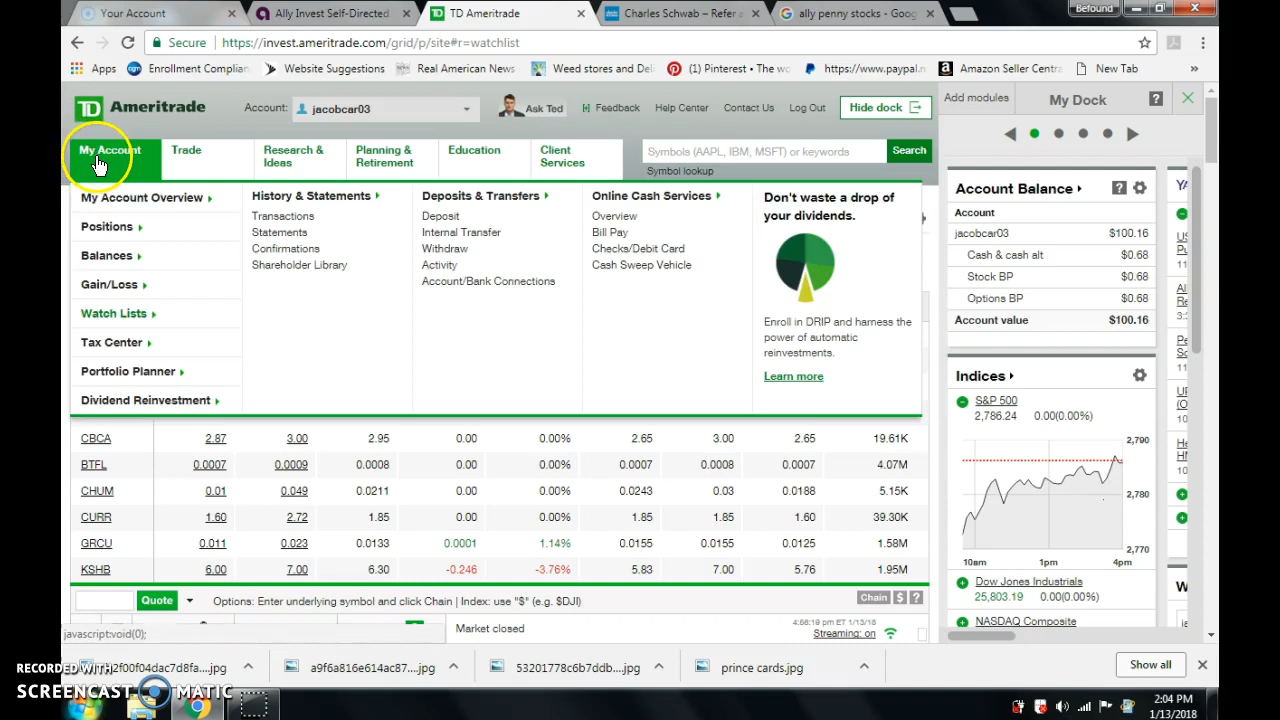 Your Account
Ally Invest Self-Directed
TD Ameritrade
Charles Schwab – Refer a
ally penny stocks - Goog
Befound
Secure
https://invest.ameritrade.com/grid/p/site#r=watchlist
Apps
Enrollment Complian
Website Suggestions
Real American News
Weed stores and Del
Pinterest • The wo
https://www.paypal.n
Amazon Seller Centra
New Tab
TD Ameritrade
Account:
jacobcar03
Ask Ted
Feedback
Help Center
Contact Us
Log Out
Hide dock
Add modules
My Dock
?
My Account
Trade
Research &
Ideas
Planning &
Retirement
Education
Client
Services
Symbols (AAPL, IBM, MSFT) or keywords
Search
Symbol lookup
My Account Overview
Positions
Balances
Gain/Loss
Watch Lists
Tax Center
Portfolio Planner
Dividend Reinvestment
History & Statements
Transactions
Statements
Confirmations
Shareholder Library
Deposits & Transfers
Deposit
Internal Transfer
Withdraw
Activity
Account/Bank Connections
Online Cash Services
Overview
Bill Pay
Checks/Debit Card
Cash Sweep Vehicle
Don't waste a drop of
your dividends.
Enroll in DRIP and harness the
power of automatic
reinvestments.
Learn more
Account Balance
?
Account
jacobcar03 $100.16
Cash & cash alt $0.68
Stock BP $0.68
Options BP $0.68
Account value $100.16
Indices
S&P 500
2,786.24 0.00(0.00%)
2,790
2,780
2,770
10am 1pm 4pm
Dow Jones Industrials
25,803.19 0.00(0.00%)
NASDAQ Composite
CBCA 2.87 3.00 2.95 0.00 0.00% 2.65 3.00 2.65 19.61K
BTFL 0.0007 0.0009 0.0008 0.00 0.00% 0.0007 0.0008 0.0007 4.07M
CHUM 0.01 0.049 0.0211 0.00 0.00% 0.0243 0.03 0.0188 5.15K
CURR 1.60 2.72 1.85 0.00 0.00% 1.85 1.85 1.60 39.30K
GRCU 0.011 0.023 0.0133 0.0001 1.14% 0.0155 0.0155 0.0125 1.58M
KSHB 6.00 7.00 6.30 -0.246 -3.76% 5.83 7.00 5.76 1.95M
Quote
Options: Enter underlying symbol and click Chain | Index: use "$" (e.g. $DJI)
Chain $ ?
javascript:void(0);
Market closed
4:56:19 pm ET 1/13/18
Streaming: on
a9f6a816e614ac87....jpg
53201778c6b7ddb....jpg
prince cards.jpg
Show all
RECORDED WITH
SCREENCAST MATIC
2:04 PM
1/13/2018